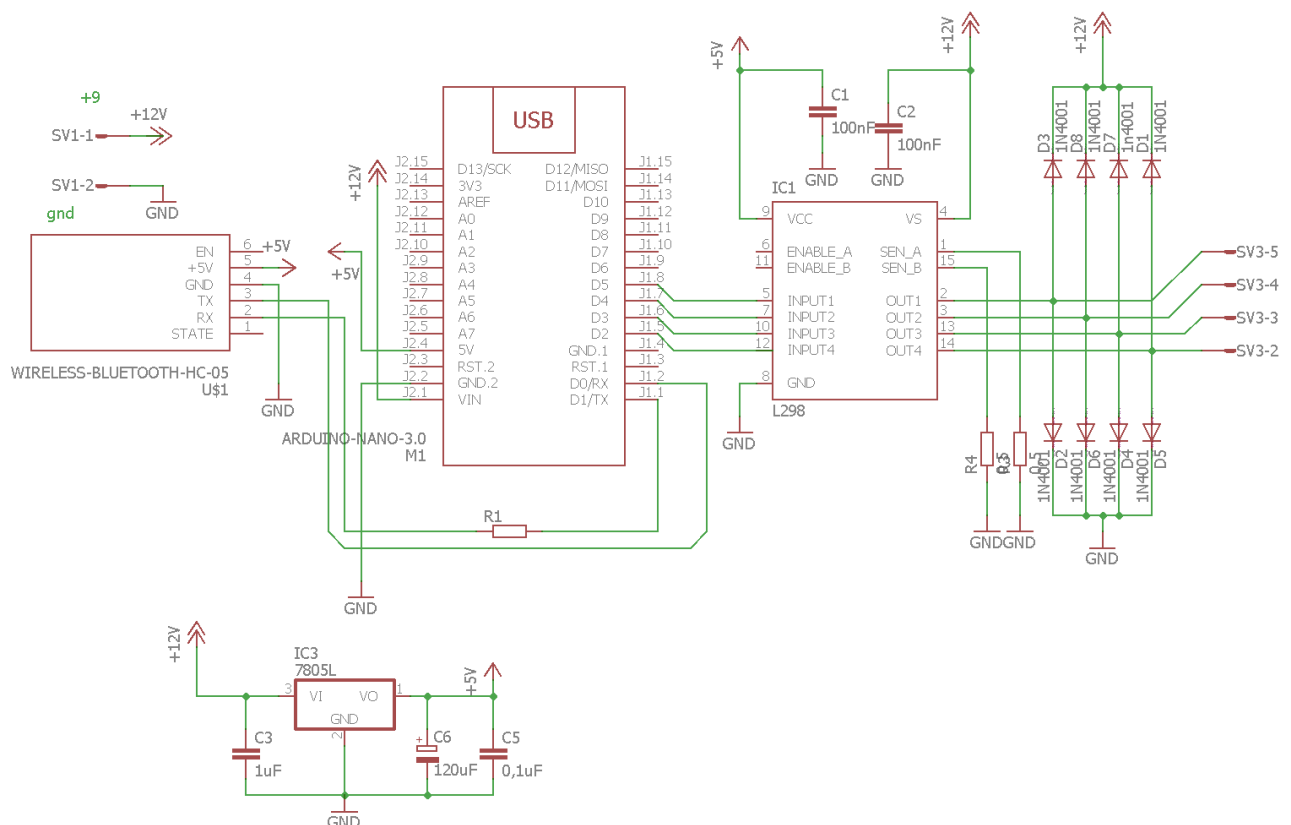 +9
+12V
SV1-1
SV1-2
GND
gnd
EN 6
+5V 5
GND 4
TX 3
RX 2
STATE 1
+5V
WIRELESS-BLUETOOTH-HC-05
U$1
GND
+12V
+5V
USB
J2.15 D13/SCK D12/MISO J1.15
J2.14 3V3 D11/MOSI J1.14
J2.13 AREF D10 J1.13
J2.12 A0 D9 J1.12
J2.11 A1 D8 J1.11
J2.10 A2 D7 J1.10
J2.9 A3 D6 J1.9
J2.8 A4 D5 J1.8
J2.7 A5 D4 J1.7
J2.6 A6 D3 J1.6
J2.5 A7 D2 J1.5
J2.4 5V GND.1 J1.4
J2.3 RST.2 RST.1 J1.3
J2.2 GND.2 D0/RX J1.2
J2.1 VIN D1/TX J1.1
ARDUINO-NANO-3.0
M1
R1
GND
+5V
C1
100nF
GND
+12V
C2
100nF
GND
IC1
9 VCC VS 4
6 ENABLE_A SEN_A 1
11 ENABLE_B SEN_B 15
5 INPUT1 OUT1 2
7 INPUT2 OUT2 3
10 INPUT3 OUT3 13
12 INPUT4 OUT4 14
8 GND
L298
GND
+12V
D3 1N4001
D8 1N4001
D7 1n4001
D1 1N4001
SV3-5
SV3-4
SV3-3
SV3-2
R4 0.5
R3 0.5
GND
GND
1N4001 D2
1N4001 D6
1N4001 D4
1N4001 D5
GND
+12V
IC3
7805L
3 VI VO 1
GND
2
+5V
C3
1uF
+
C6
120uF
C5
0,1uF
GND